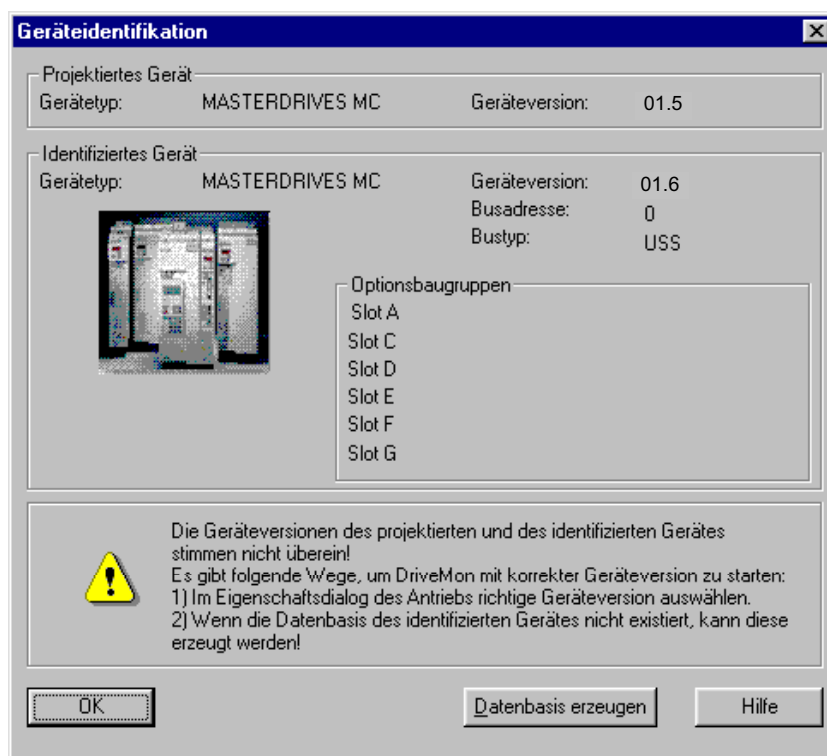 Geräteidentifikation
Projektiertes Gerät
Gerätetyp: MASTERDRIVES MC Geräteversion: 01.5
Identifiziertes Gerät
Gerätetyp: MASTERDRIVES MC Geräteversion: 01.6
Busadresse: 0
Bustyp: USS
Optionsbaugruppen
Slot A
Slot C
Slot D
Slot E
Slot F
Slot G
Die Geräteversionen des projektierten und des identifizierten Gerätes
stimmen nicht überein!
Es gibt folgende Wege, um DriveMon mit korrekter Geräteversion zu starten:
1) Im Eigenschaftsdialog des Antriebs richtige Geräteversion auswählen.
2) Wenn die Datenbasis des identifizierten Gerätes nicht existiert, kann diese
erzeugt werden!
OK Datenbasis erzeugen Hilfe